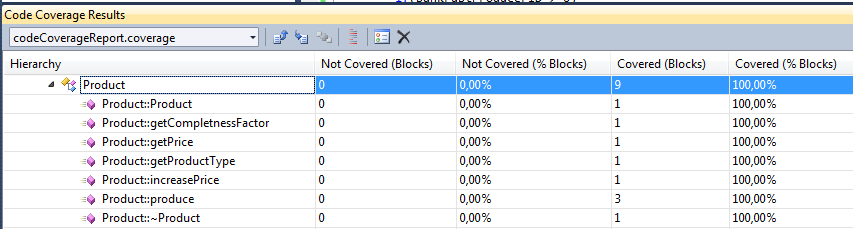 Code Coverage Results
codeCoverageReport.coverage
Hierarchy Not Covered (Blocks) Not Covered (% Blocks) Covered (Blocks) Covered (% Blocks)
Product 0 0,00% 9 100,00%
Product::Product 0 0,00% 1 100,00%
Product::getCompletnessFactor 0 0,00% 1 100,00%
Product::getPrice 0 0,00% 1 100,00%
Product::getProductType 0 0,00% 1 100,00%
Product::increasePrice 0 0,00% 1 100,00%
Product::produce 0 0,00% 3 100,00%
Product::~Product 0 0,00% 1 100,00%